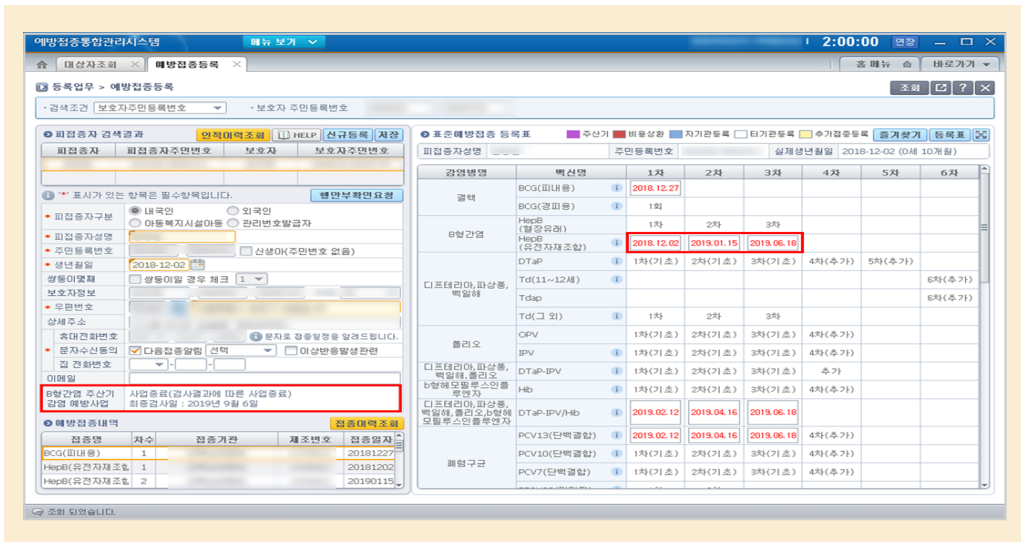 예방접종통합관리시스템 메뉴 보기 2:00:00 연장
대상자조회 예방접종등록 홈 메뉴 바로가기
등록업무 > 예방접종등록 조회
·검색조건 보호자주민등록번호 ·보호자 주민등록번호
피접종자 검색결과 인적이력조회 HELP 신규등록 저장
피접종자 피접종자주민번호 보호자 보호자주민번호
"*" 표시가 있는 항목은 필수항목입니다. 행안부확인요청
피접종자구분 내국인 외국인
아동복지시설아동 관리번호발급자
피접종자성명
주민등록번호 신생아(주민번호 없음)
생년월일 2018-12-02
쌍둥이몇째 쌍둥이일 경우 체크 1
보호자정보
우편번호
상세주소
휴대전화번호 문자로 접종일정을 알려드립니다.
문자수신동의 다음접종알림 선택 이상반응발생관련
집 전화번호 - -
이메일
B형간염 주산기 감염 예방사업 사업종료(검사결과에 따른 사업종료)
최종검사일 : 2019년 9월 6일
예방접종내역 접종이력조회
접종명 차수 접종기관 제조번호 접종일자
BCG(피내용) 1 20181227
HepB(유전자재조합, 1 20181202
HepB(유전자재조합, 2 20190115
표준예방접종 등록표 주산기 비용상환 자기관등록 타기관등록 추가접종등록 즐겨찾기 등록표
피접종자성명 주민등록번호 실제생년월일 2018-12-02 (0세 10개월)
감염병명 백신명 1차 2차 3차 4차 5차 6차
결핵 BCG(피내용) 2018.12.27
BCG(경피용) 1회
B형간염 HepB (혈장유래) 1차 2차 3차
HepB (유전자재조합) 2018.12.02 2019.01.15 2019.06.18
디프테리아,파상풍,백일해 DTaP 1차(기초) 2차(기초) 3차(기초) 4차(추가) 5차(추가)
Td(11~12세) 6차(추가)
Tdap 6차(추가)
Td(그 외) 1차 2차 3차
폴리오 OPV 1차(기초) 2차(기초) 3차(기초) 4차(추가)
IPV 1차(기초) 2차(기초) 3차(기초) 4차(추가)
디프테리아,파상풍,백일해,폴리오 DTaP-IPV 1차(기초) 2차(기초) 3차(기초) 추가
b형헤모필루스인플루엔자 Hib 1차(기초) 2차(기초) 3차(기초) 4차(추가)
디프테리아,파상풍,백일해,폴리오,b형헤모필루스인플루엔자 DTaP-IPV/Hib 2019.02.12 2019.04.16 2019.06.18
폐렴구균 PCV13(단백결합) 2019.02.12 2019.04.16 2019.06.18 4차(추가)
PCV10(단백결합) 1차(기초) 2차(기초) 3차(기초) 4차(추가)
PCV7(단백결합) 1차(기초) 2차(기초) 3차(기초) 4차(추가)
조회 되었습니다.